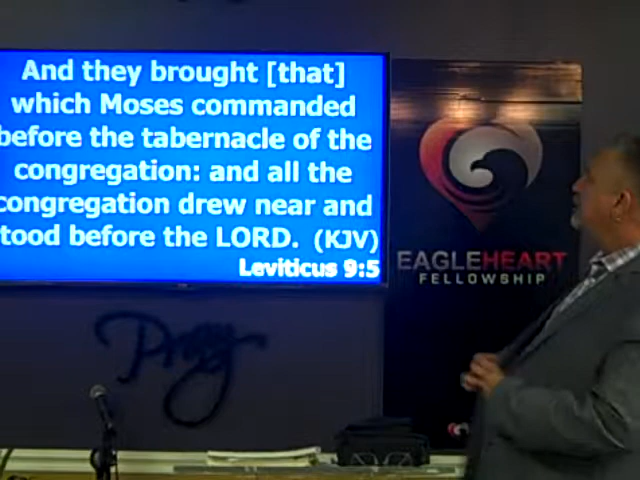 And they brought [that]
which Moses commanded
before the tabernacle of the
congregation: and all the
congregation drew near and
tood before the LORD. (KJV)
Leviticus 9:5
EAGLEHEART
FELLOWSHIP
Pray